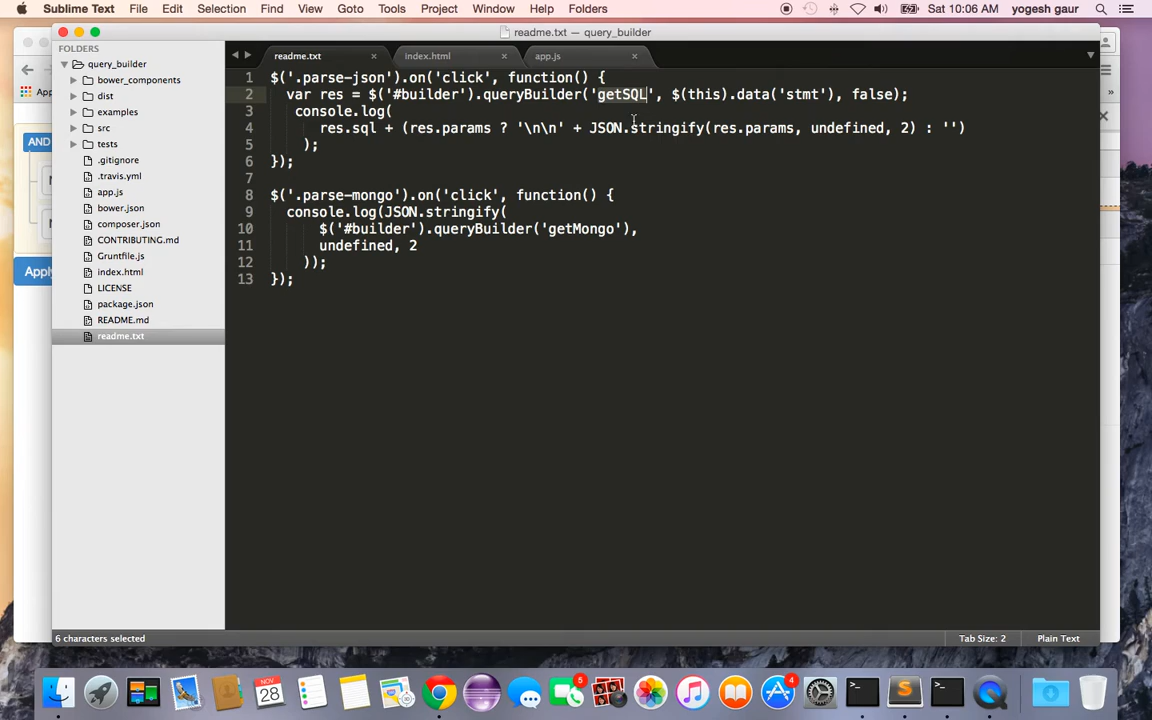 Sublime Text File Edit Selection Find View Goto Tools Project Window Help Folders Sat 10:06 AM yogesh gaur
readme.txt — query_builder
FOLDERS
query_builder
bower_components
dist
examples
src
tests
.gitignore
.travis.yml
app.js
bower.json
composer.json
CONTRIBUTING.md
Gruntfile.js
index.html
LICENSE
package.json
README.md
readme.txt
readme.txt index.html app.js
1 $('.parse-json').on('click', function() {
2 var res = $('#builder').queryBuilder('getSQL', $(this).data('stmt'), false);
3 console.log(
4 res.sql + (res.params ? '\n\n' + JSON.stringify(res.params, undefined, 2) : '')
5 );
6 });
7
8 $('.parse-mongo').on('click', function() {
9 console.log(JSON.stringify(
10 $('#builder').queryBuilder('getMongo'),
11 undefined, 2
12 ));
13 });
App
AND
Apply
6 characters selected Tab Size: 2 Plain Text
NOV
28
5
4